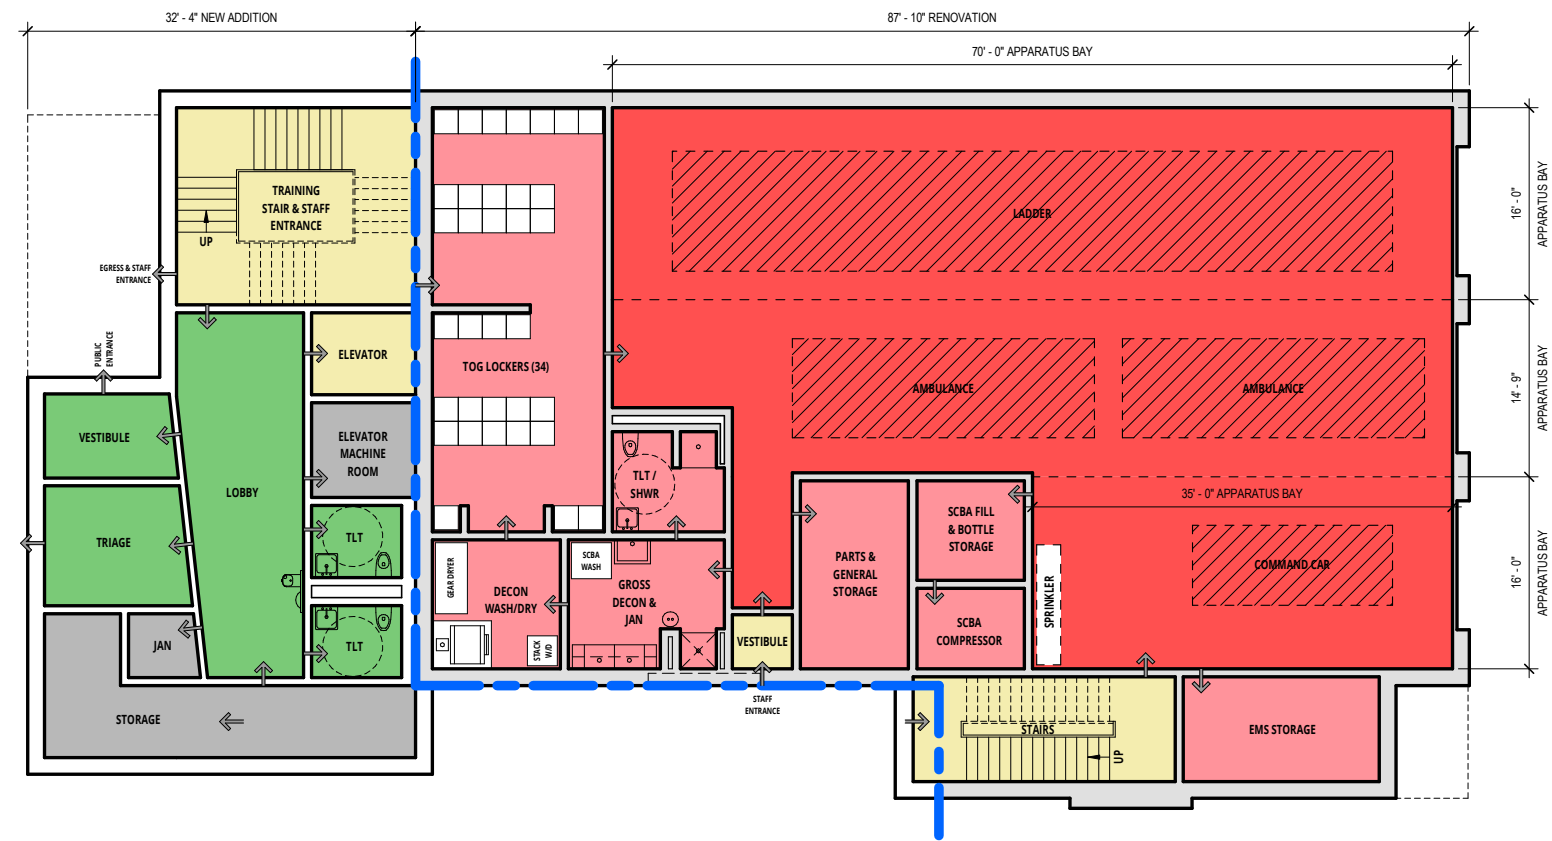 32' - 4" NEW ADDITION
87' - 10" RENOVATION
70' - 0" APPARATUS BAY
TRAINING
STAIR & STAFF
ENTRANCE
UP
EGRESS & STAFF
ENTRANCE
PUBLIC
ENTRANCE
ELEVATOR
ELEVATOR
MACHINE
ROOM
VESTIBULE
LOBBY
TRIAGE
TLT
TLT
JAN
STORAGE
TOG LOCKERS (34)
LADDER
AMBULANCE
AMBULANCE
16' - 0"
APPARATUS BAY
14' - 9"
APPARATUS BAY
16' - 0"
APPARATUS BAY
TLT /
SHWR
GEAR DRYER
DECON
WASH/DRY
STACK
W/D
SCBA
WASH
GROSS
DECON &
JAN
VESTIBULE
STAFF
ENTRANCE
PARTS &
GENERAL
STORAGE
SCBA FILL
& BOTTLE
STORAGE
SCBA
COMPRESSOR
35' - 0" APPARATUS BAY
SPRINKLER
COMMAND CAR
STAIRS
UP
EMS STORAGE